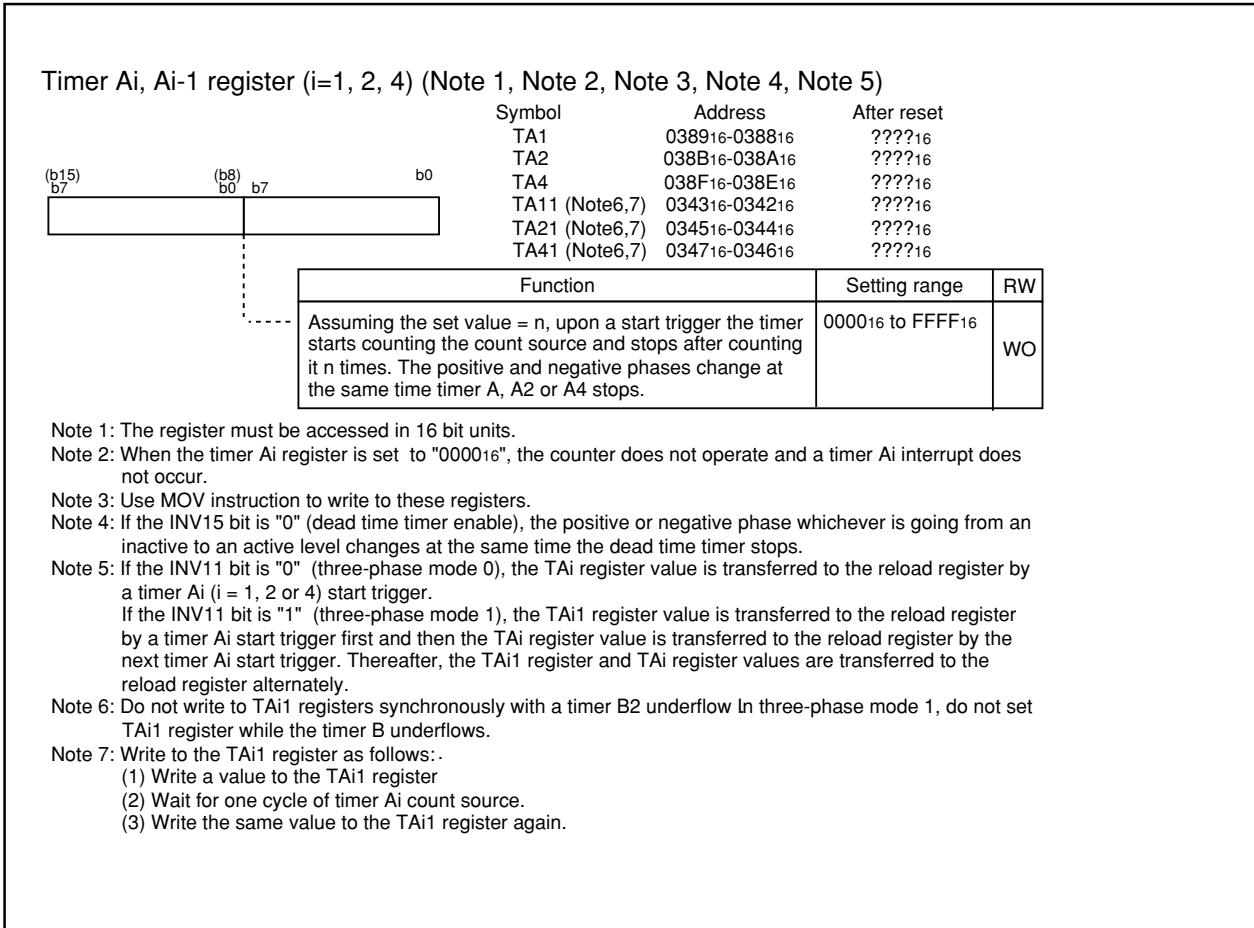 Timer Ai, Ai-1 register (i=1, 2, 4) (Note 1, Note 2, Note 3, Note 4, Note 5)
Symbol Address After reset
TA1 038916-038816 ????16
TA2 038B16-038A16 ????16
TA4 038F16-038E16 ????16
TA11 (Note6,7) 034316-034216 ????16
TA21 (Note6,7) 034516-034416 ????16
TA41 (Note6,7) 034716-034616 ????16
(b15) (b8)
b7 b0 b7 b0
Function Setting range RW
Assuming the set value = n, upon a start trigger the timer 000016 to FFFF16
starts counting the count source and stops after counting WO
it n times. The positive and negative phases change at
the same time timer A, A2 or A4 stops.
Note 1: The register must be accessed in 16 bit units.
Note 2: When the timer Ai register is set to "000016", the counter does not operate and a timer Ai interrupt does
not occur.
Note 3: Use MOV instruction to write to these registers.
Note 4: If the INV15 bit is "0" (dead time timer enable), the positive or negative phase whichever is going from an
inactive to an active level changes at the same time the dead time timer stops.
Note 5: If the INV11 bit is "0" (three-phase mode 0), the TAi register value is transferred to the reload register by
a timer Ai (i = 1, 2 or 4) start trigger.
If the INV11 bit is "1" (three-phase mode 1), the TAi1 register value is transferred to the reload register
by a timer Ai start trigger first and then the TAi register value is transferred to the reload register by the
next timer Ai start trigger. Thereafter, the TAi1 register and TAi register values are transferred to the
reload register alternately.
Note 6: Do not write to TAi1 registers synchronously with a timer B2 underflow In three-phase mode 1, do not set
TAi1 register while the timer B underflows.
Note 7: Write to the TAi1 register as follows: .
(1) Write a value to the TAi1 register
(2) Wait for one cycle of timer Ai count source.
(3) Write the same value to the TAi1 register again.